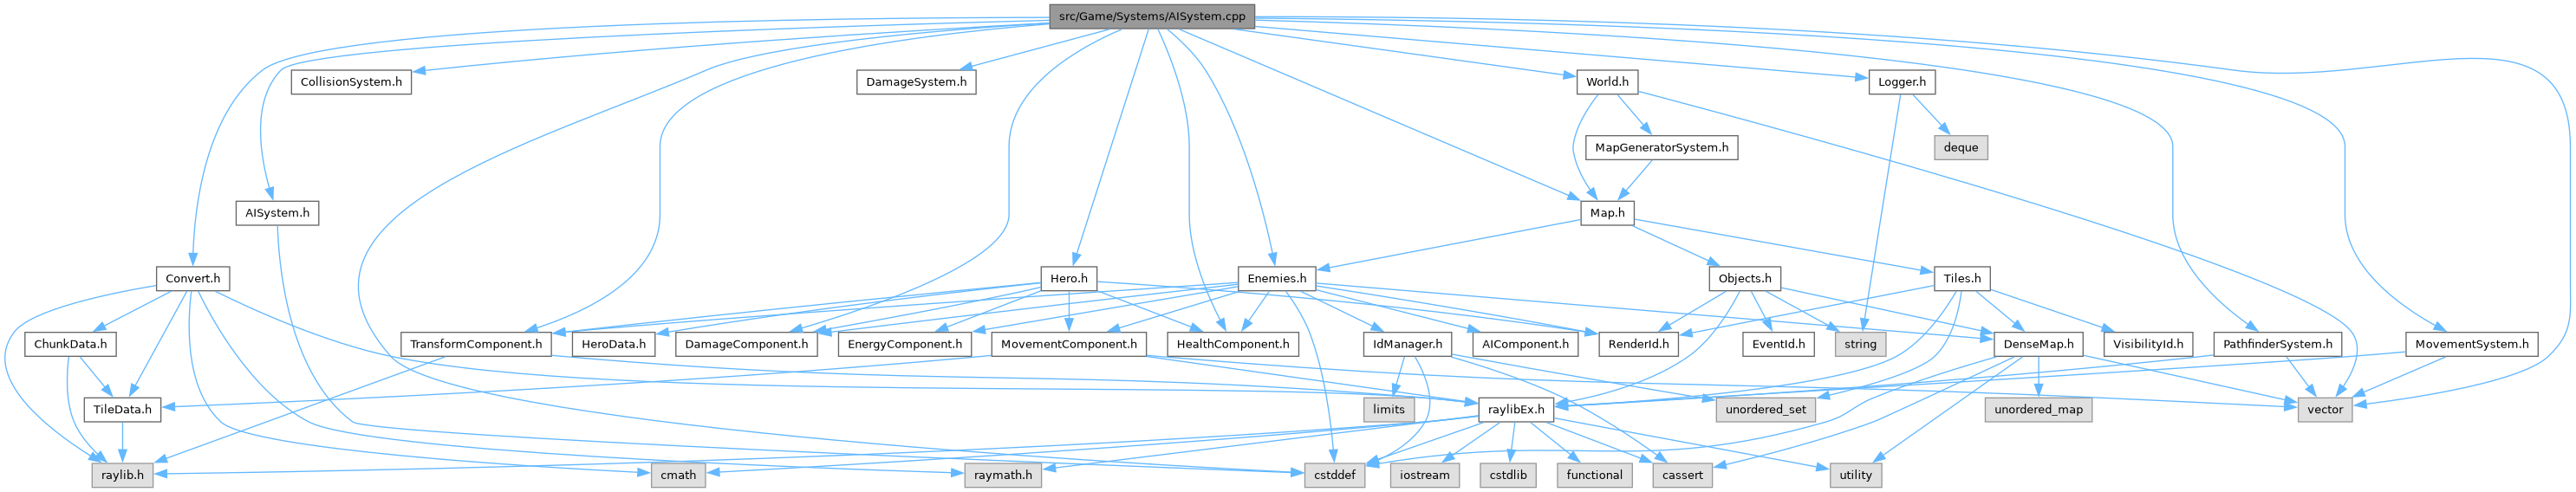 src/Game/Systems/AISystem.cpp
CollisionSystem.h
DamageSystem.h
World.h
Logger.h
MapGeneratorSystem.h
deque
AISystem.h
Map.h
Convert.h
Hero.h
Enemies.h
Objects.h
Tiles.h
ChunkData.h
TransformComponent.h
HeroData.h
DamageComponent.h
EnergyComponent.h
MovementComponent.h
HealthComponent.h
IdManager.h
AIComponent.h
RenderId.h
EventId.h
string
DenseMap.h
VisibilityId.h
PathfinderSystem.h
MovementSystem.h
TileData.h
limits
raylibEx.h
unordered_set
unordered_map
vector
raylib.h
cmath
raymath.h
cstddef
iostream
cstdlib
functional
cassert
utility